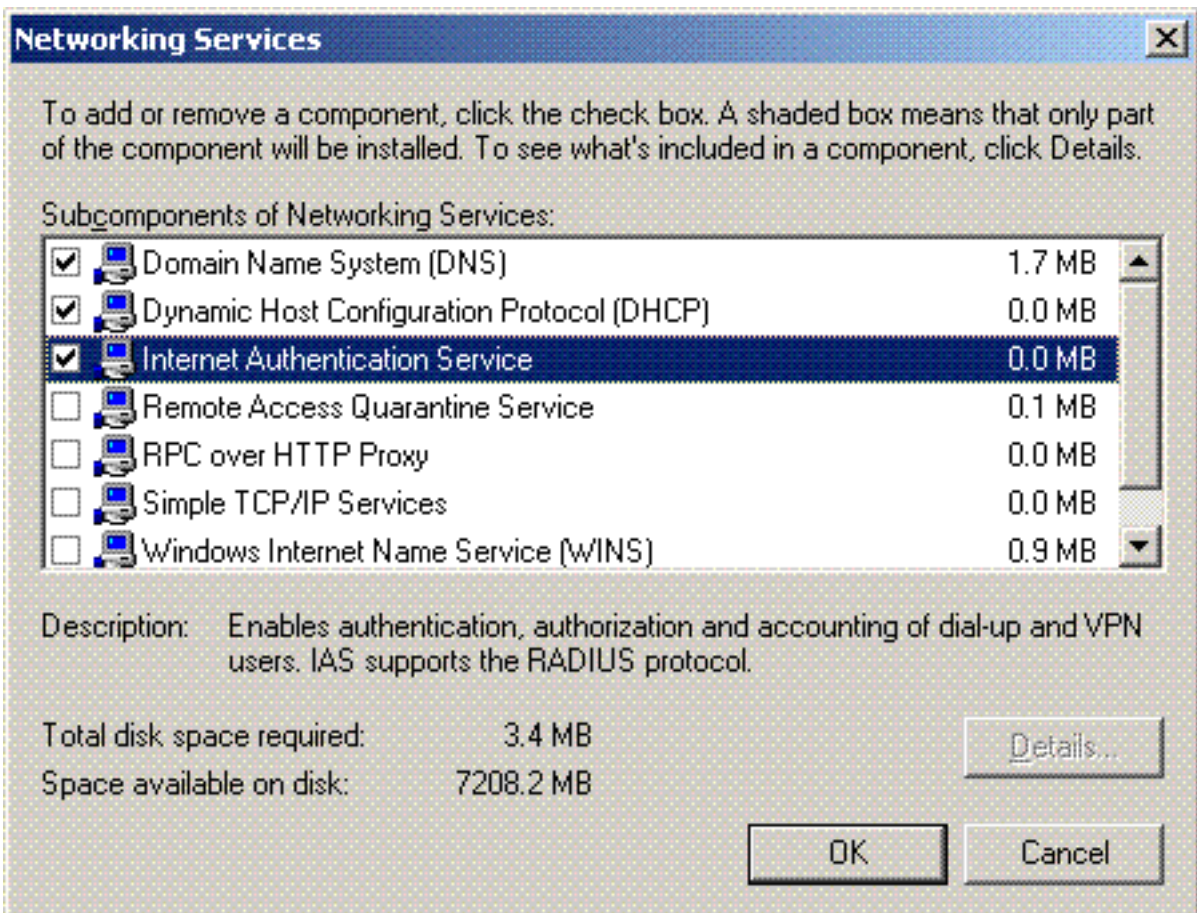 Networking Services
To add or remove a component, click the check box. A shaded box means that only part
of the component will be installed. To see what's included in a component, click Details.
Subcomponents of Networking Services:
Domain Name System (DNS) 1.7 MB
Dynamic Host Configuration Protocol (DHCP) 0.0 MB
Internet Authentication Service 0.0 MB
Remote Access Quarantine Service 0.1 MB
RPC over HTTP Proxy 0.0 MB
Simple TCP/IP Services 0.0 MB
Windows Internet Name Service (WINS) 0.9 MB
Description: Enables authentication, authorization and accounting of dial-up and VPN
users. IAS supports the RADIUS protocol.
Total disk space required: 3.4 MB
Details...
Space available on disk: 7208.2 MB
OK Cancel